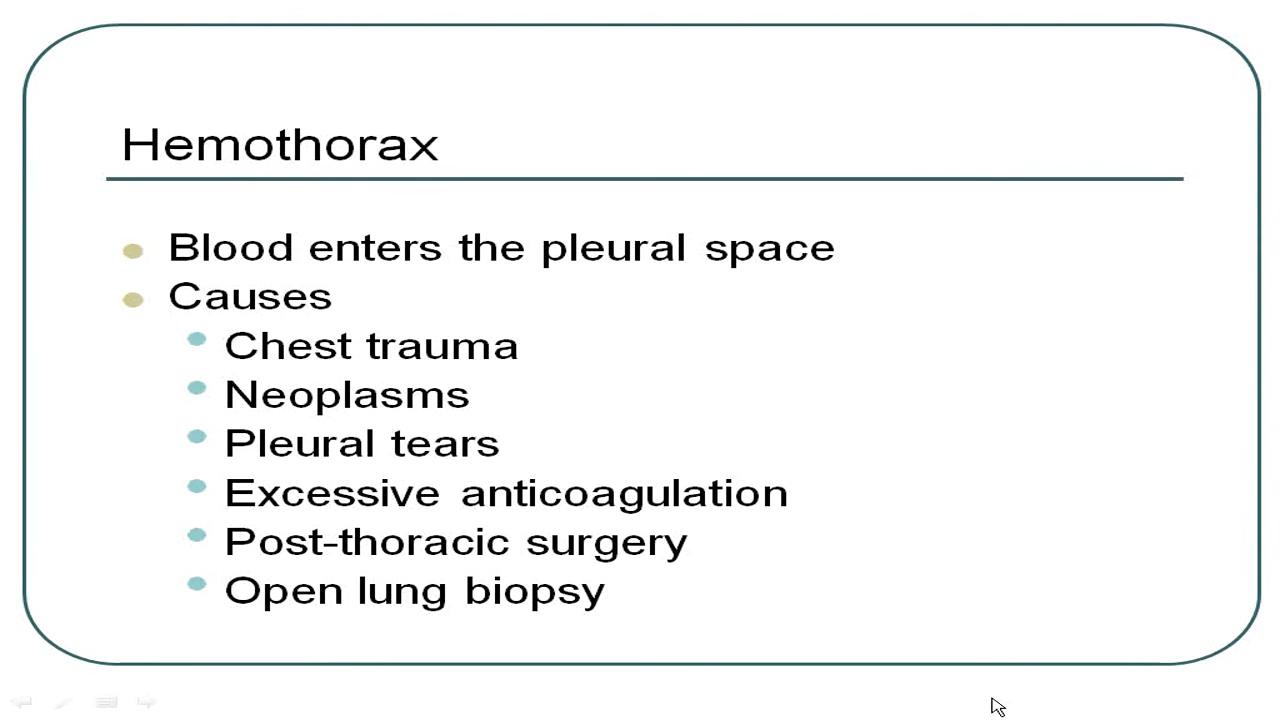 Hemothorax
Blood enters the pleural space
Causes
Chest trauma
Neoplasms
Pleural tears
Excessive anticoagulation
Post-thoracic surgery
Open lung biopsy